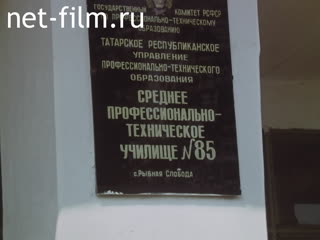 net-film.ru
ГОСУДАРСТВЕННЫЙ КОМИТЕТ РСФСР
ПРОФЕССИОНАЛЬНО-ТЕХНИЧЕСКОМУ
ОБРАЗОВАНИЮ
ТАТАРСКОЕ РЕСПУБЛИКАНСКОЕ
УПРАВЛЕНИЕ
ПРОФЕССИОНАЛЬНО-ТЕХНИЧЕСКОГО
ОБРАЗОВАНИЯ
СРЕДНЕЕ
ПРОФЕССИОНАЛЬНО-
ТЕХНИЧЕСКОЕ
УЧИЛИЩЕ №85
с. РЫБНАЯ СЛОБОДА